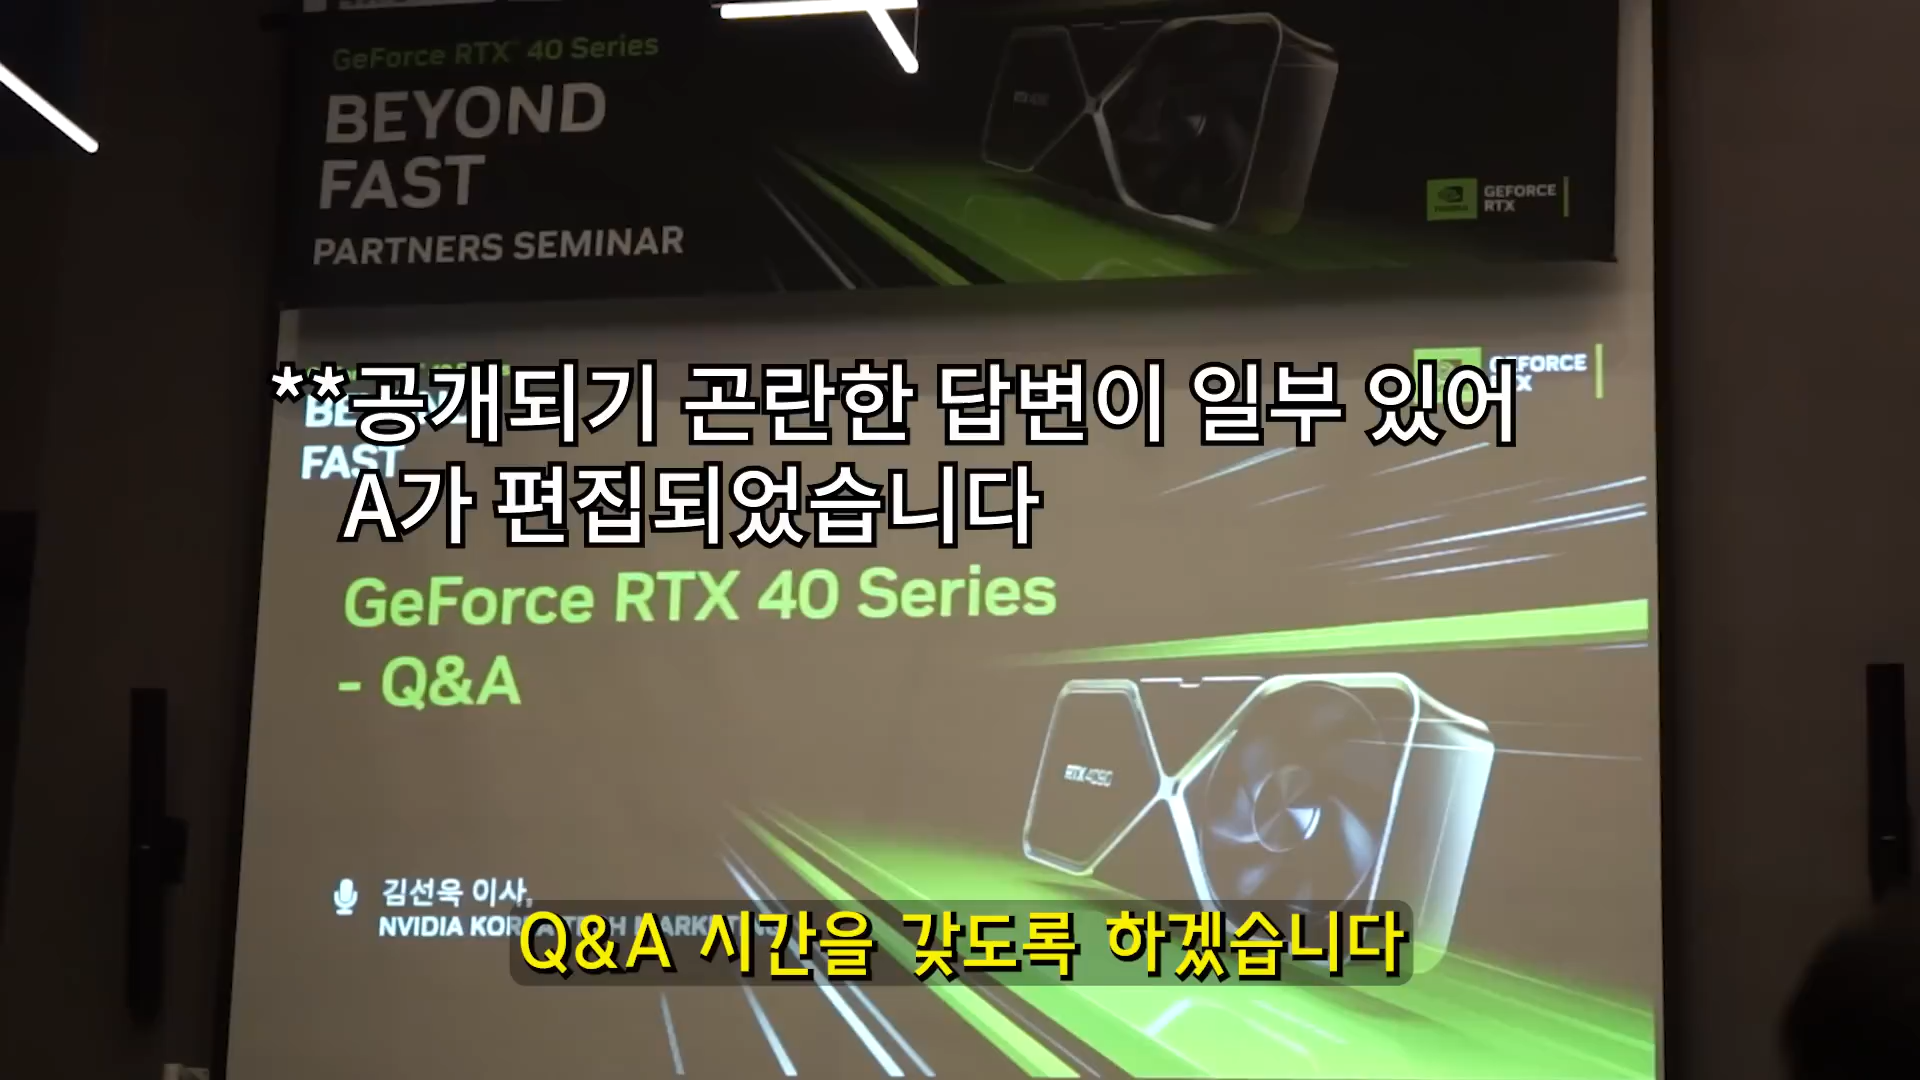 GeForce RTX 40 Series
BEYOND
FAST
PARTNERS SEMINAR
GEFORCE
RTX
**공개되기 곤란한 답변이 일부 있어
A가 편집되었습니다
FAST
GeForce RTX 40 Series
- Q&A
RTX 4090
김선욱 이사,
NVIDIA
Q&A 시간을 갖도록 하겠습니다